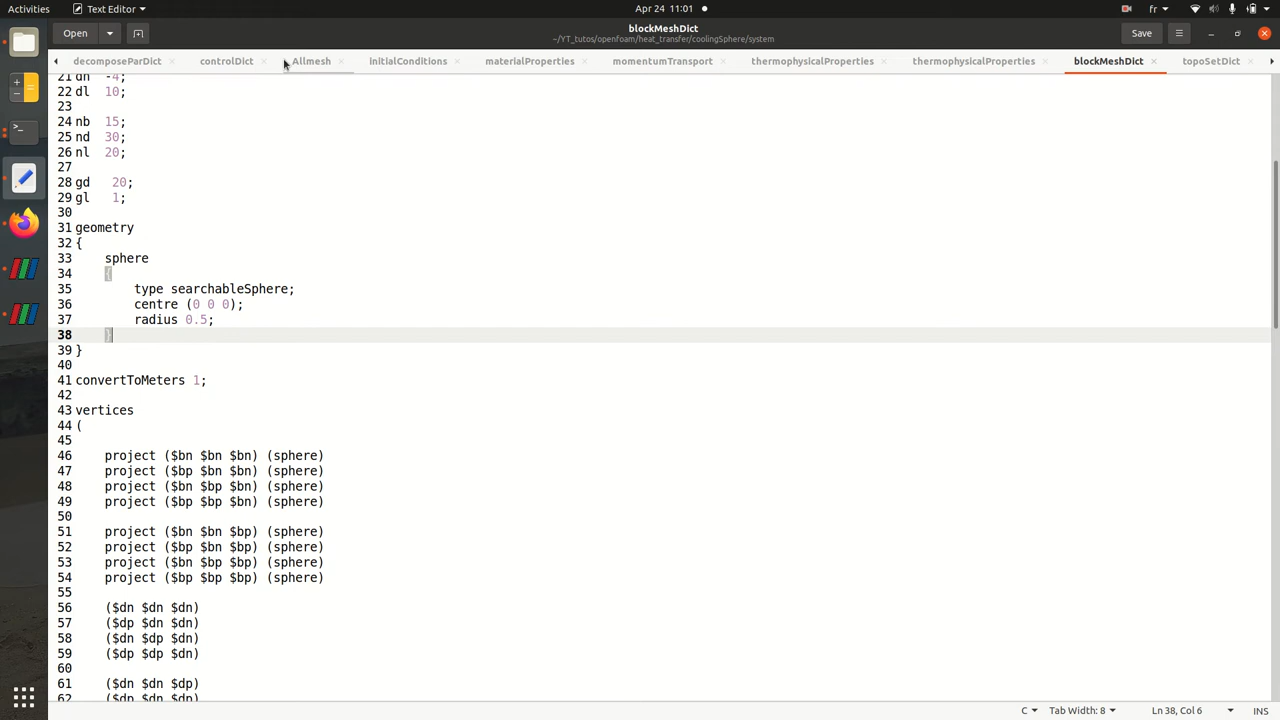 Activities Text Editor Apr 24 11:01 fr
Open blockMeshDict Save
~/YT_tutos/openfoam/heat_transfer/coolingSphere/system
decomposeParDict controlDict Allmesh initialConditions materialProperties momentumTransport thermophysicalProperties thermophysicalProperties blockMeshDict topoSetDict
21 dn -4;
22 dl 10;
23
24 nb 15;
25 nd 30;
26 nl 20;
27
28 gd 20;
29 gl 1;
30
31 geometry
32 {
33 sphere
34 {
35 type searchableSphere;
36 centre (0 0 0);
37 radius 0.5;
38 }
39 }
40
41 convertToMeters 1;
42
43 vertices
44 (
45
46 project ($bn $bn $bn) (sphere)
47 project ($bp $bn $bn) (sphere)
48 project ($bn $bp $bn) (sphere)
49 project ($bp $bp $bn) (sphere)
50
51 project ($bn $bn $bp) (sphere)
52 project ($bp $bn $bp) (sphere)
53 project ($bn $bp $bp) (sphere)
54 project ($bp $bp $bp) (sphere)
55
56 ($dn $dn $dn)
57 ($dp $dn $dn)
58 ($dn $dp $dn)
59 ($dp $dp $dn)
60
61 ($dn $dn $dp)
62 ($dp $dn $dp)
C Tab Width: 8 Ln 38, Col 6 INS